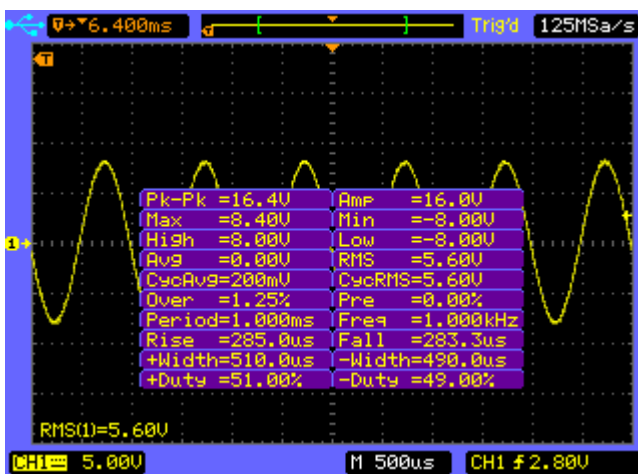 6.400ms Trig'd 125MSa/s
T
T
Pk-Pk =16.4V Amp =16.0V
Max =8.40V Min =-8.00V
High =8.00V Low =-8.00V
1
Avg =0.00V RMS =5.60V
CycAvg=200mV CycRMS=5.60V
Over =1.25% Pre =0.00%
Period=1.000ms Freq =1.000kHz
Rise =285.0us Fall =283.3us
+Width=510.0us -Width=490.0us
+Duty =51.00% -Duty =49.00%
RMS(1)=5.60V
CH1 5.00V M 500us CH1 2.80V